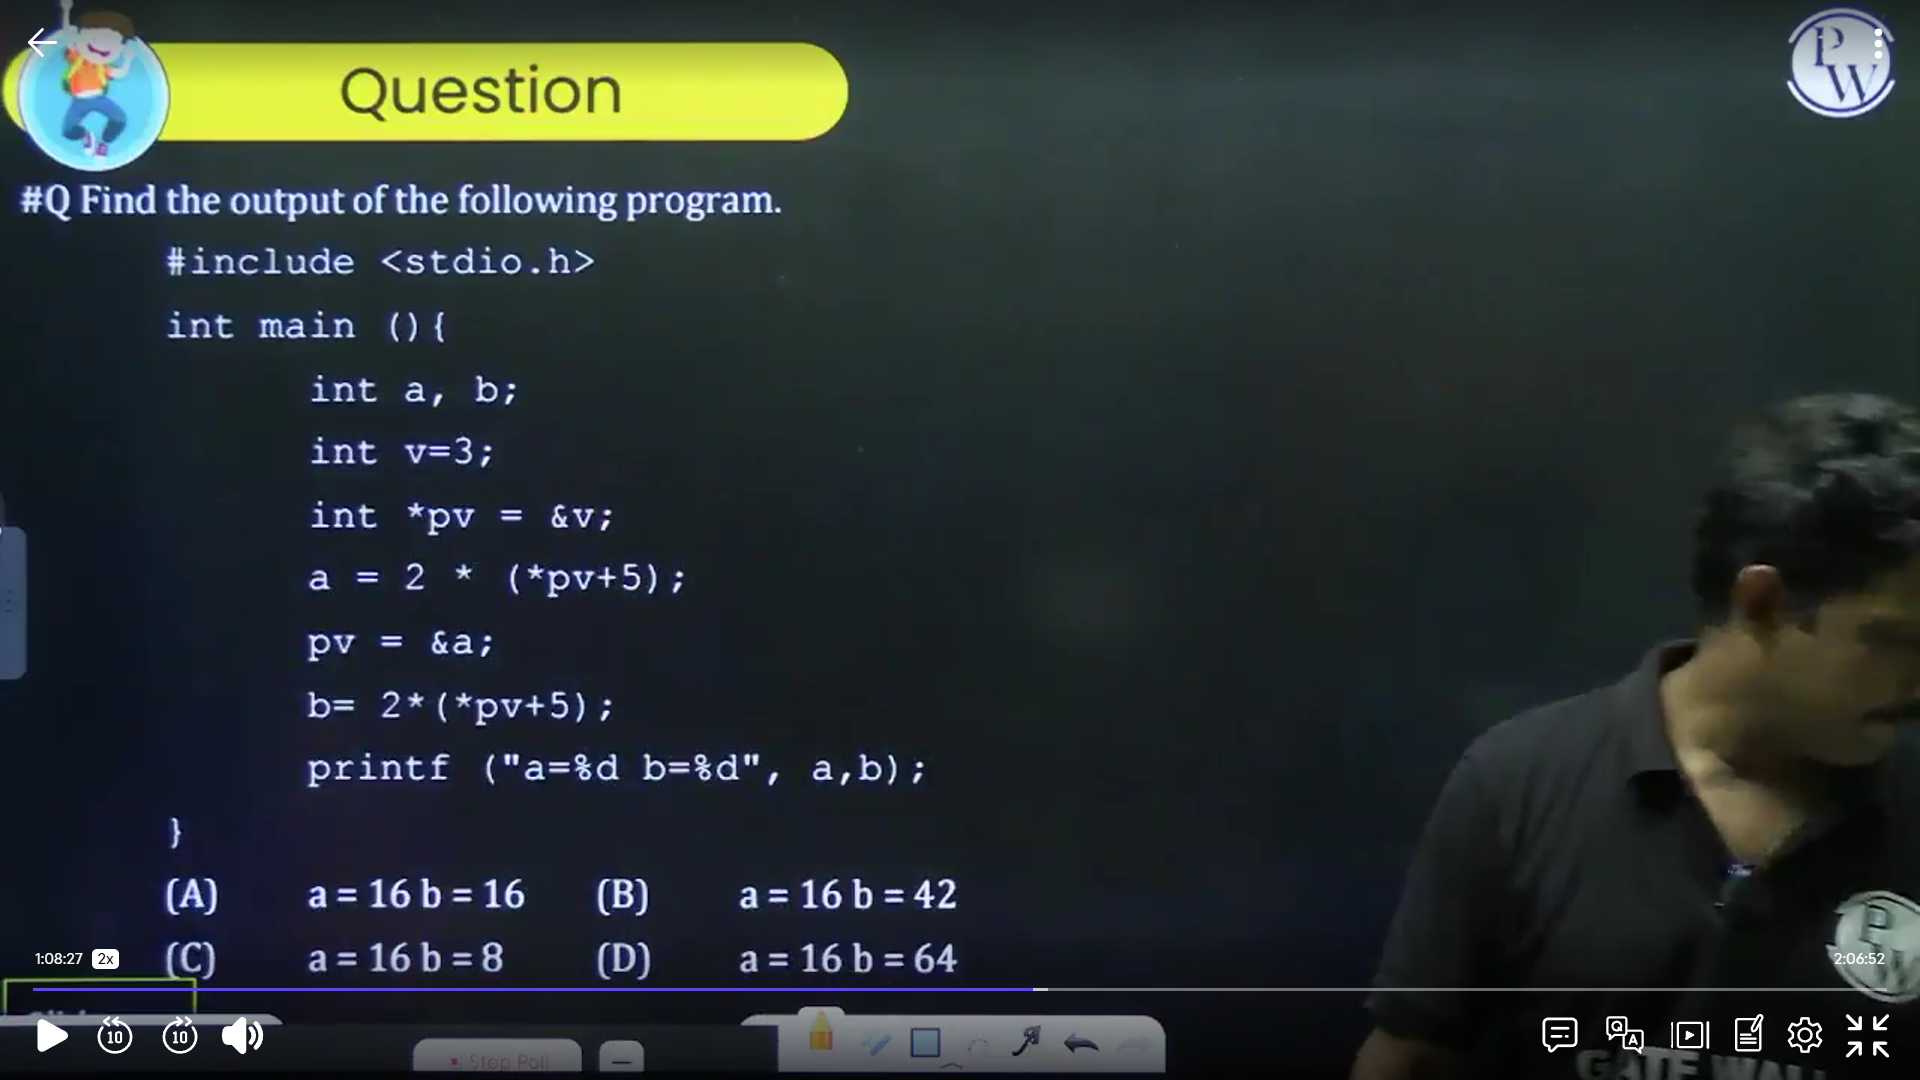 Question
PW
#Q Find the output of the following program.
#include <stdio.h>
int main (){
int a, b;
int v=3;
int *pv = &v;
a = 2 * (*pv+5);
pv = &a;
b= 2*(*pv+5);
printf ("a=%d b=%d", a,b);
}
(A) a = 16 b = 16 (B) a = 16 b = 42
(C) a = 16 b = 8 (D) a = 16 b = 64
1:08:27 2x
2:06:52
PW
10 10
Stop Poll
GATE WALL